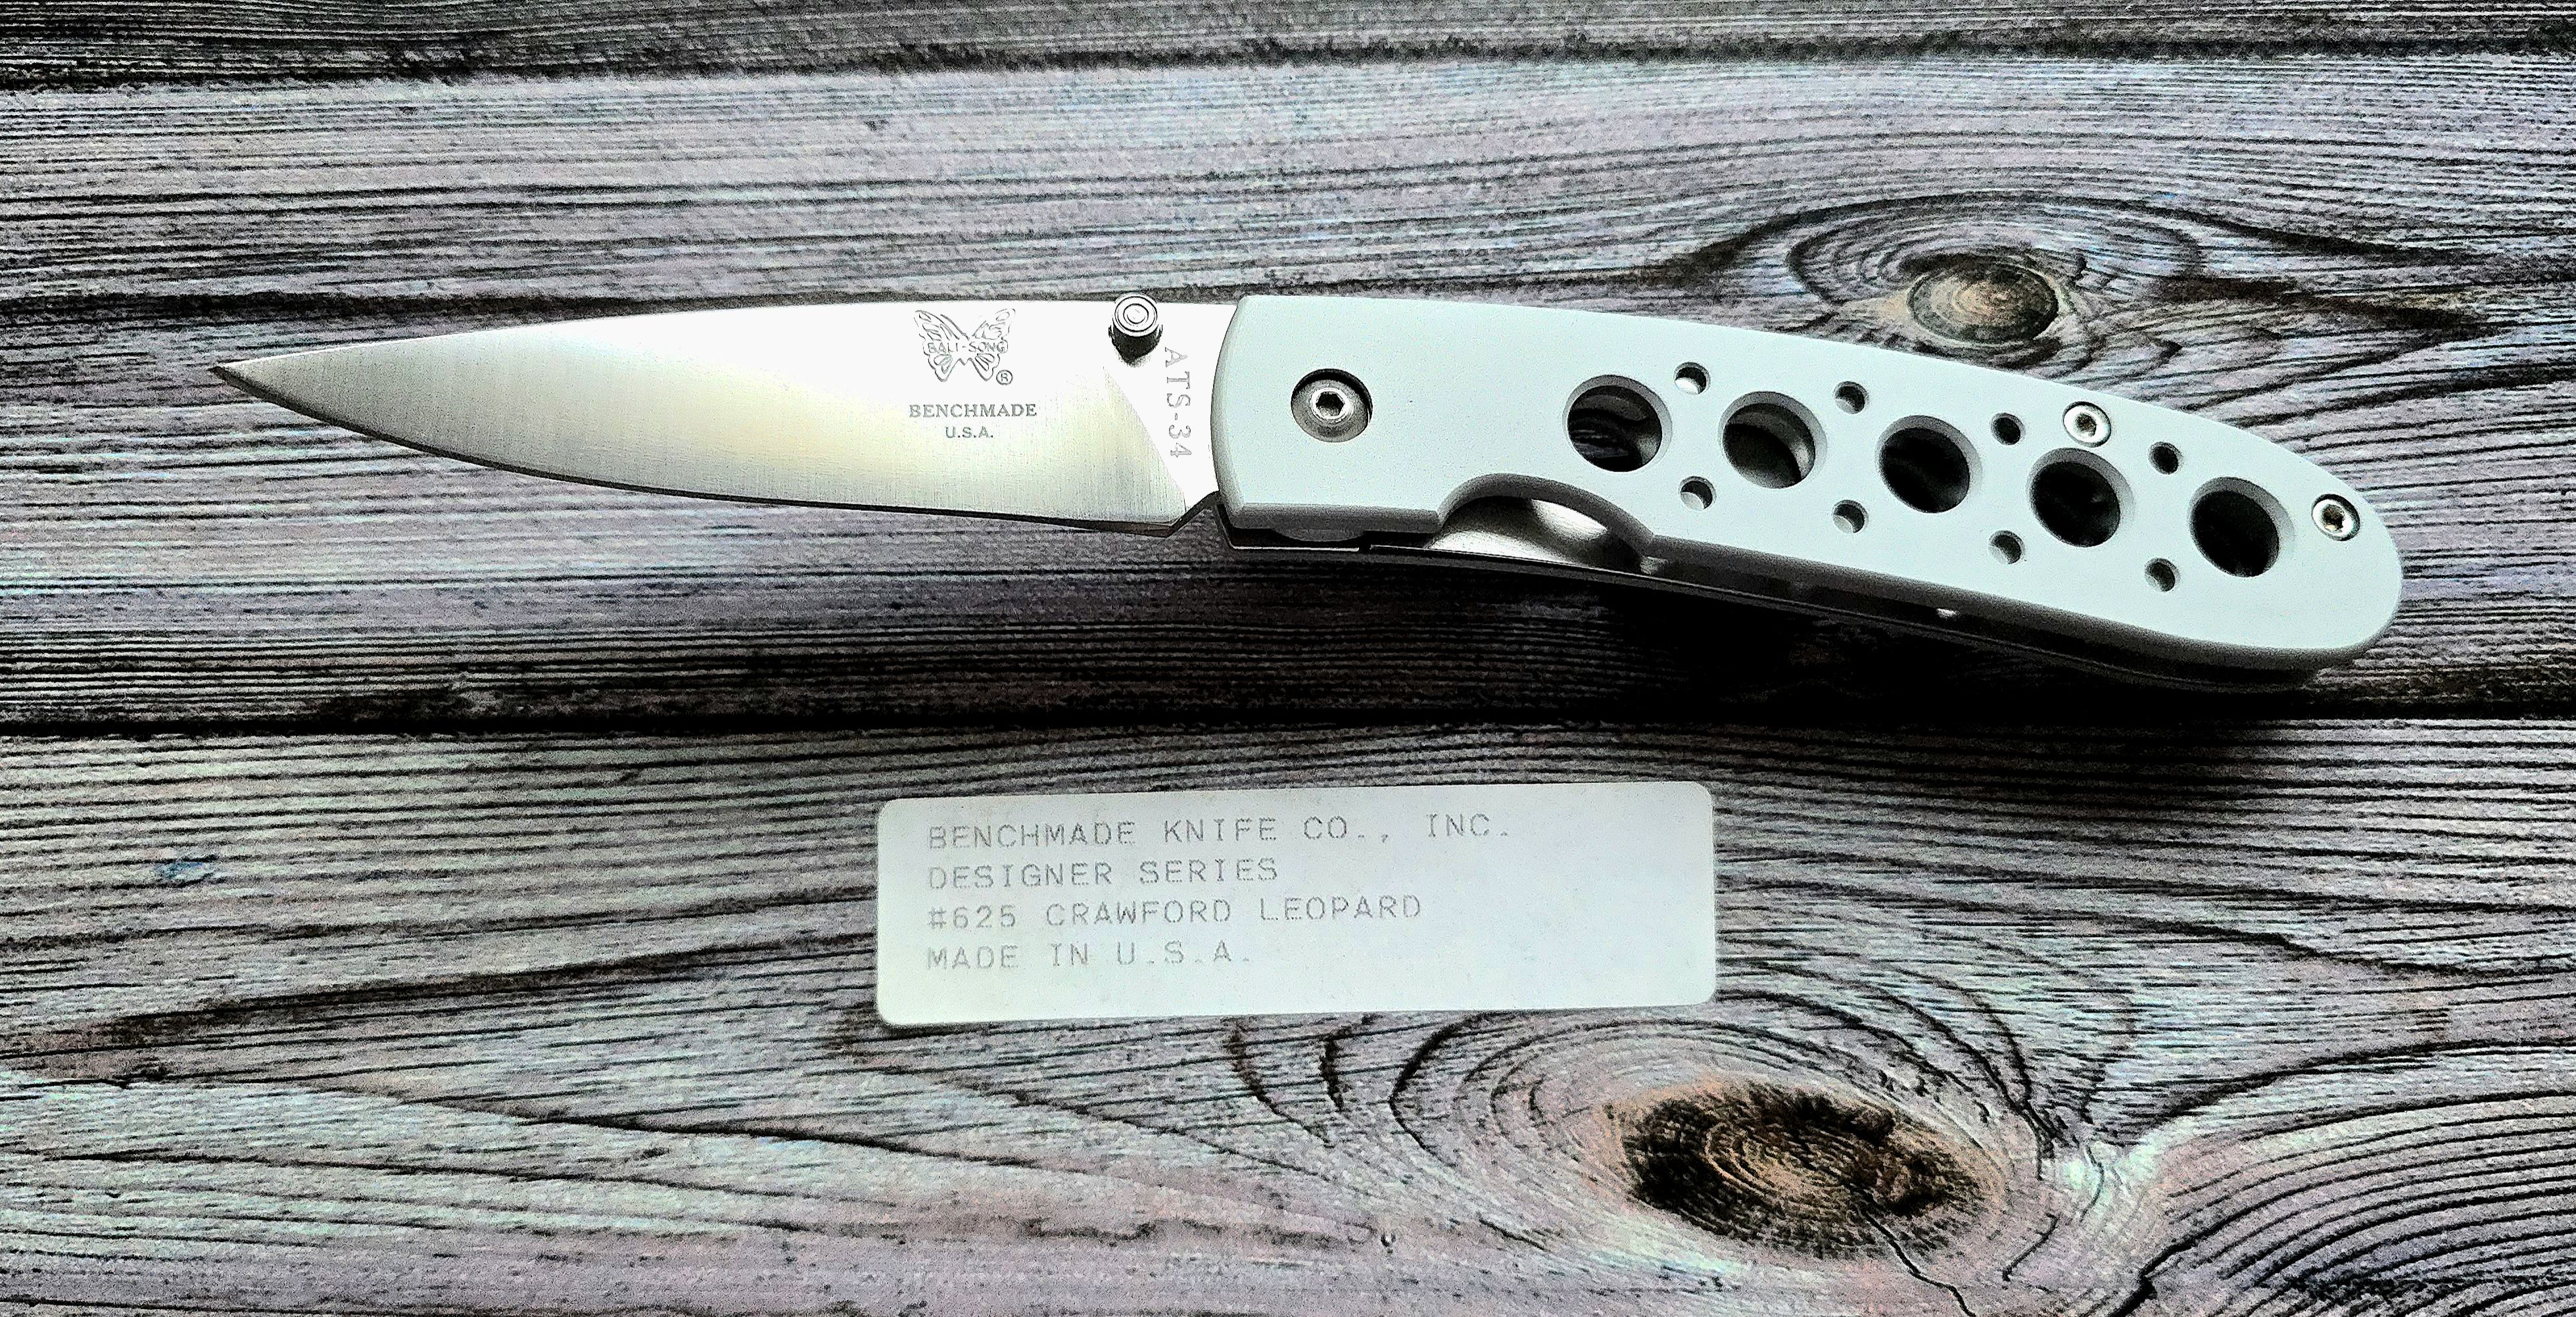 BALI-SONG
®
BENCHMADE
U.S.A.
ATS-34
BENCHMADE KNIFE CO., INC.
DESIGNER SERIES
#625 CRAWFORD LEOPARD
MADE IN U.S.A.